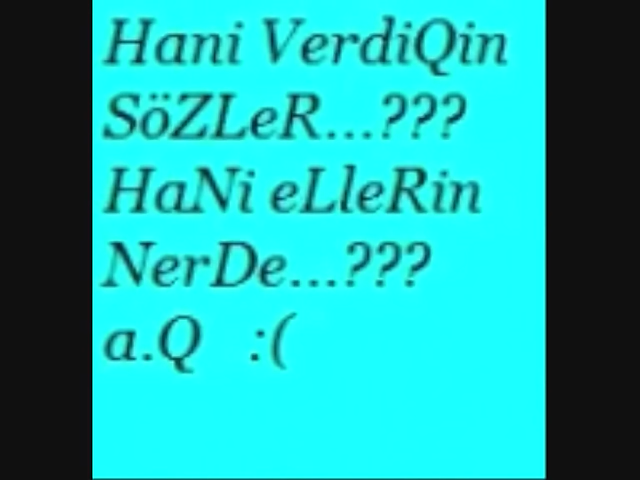 Hani VerdiQin
SöZLeR...???
HaNi eLleRin
NerDe...???
a.Q :(